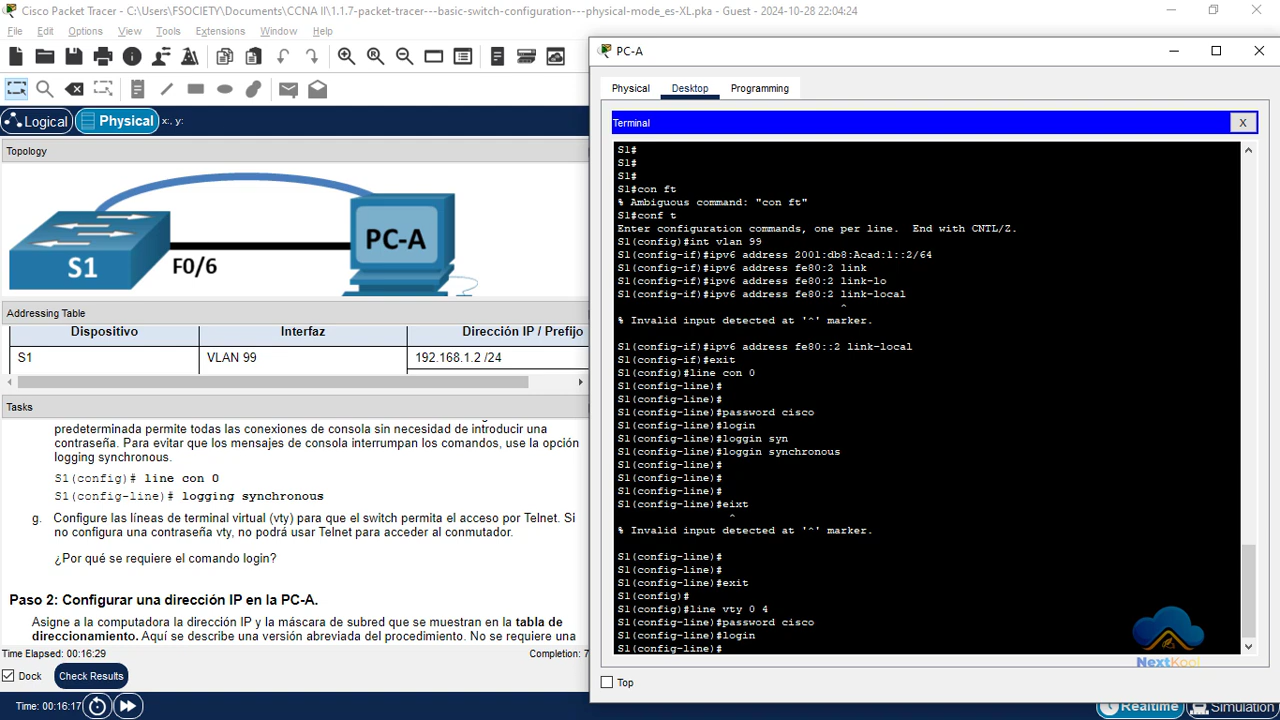 Cisco Packet Tracer - C:\Users\FSOCIETY\Documents\CCNA II\1.1.7-packet-tracer---basic-switch-configuration---physical-mode_es-XL.pka - Guest - 2024-10-28 22:04:24
File Edit Options View Tools Extensions Window Help
Logical Physical x:, y:
Topology
S1
F0/6
PC-A
Addressing Table
Dispositivo Interfaz Dirección IP / Prefijo
S1 VLAN 99 192.168.1.2 /24
Tasks
predeterminada permite todas las conexiones de consola sin necesidad de introducir una
contraseña. Para evitar que los mensajes de consola interrumpan los comandos, use la opción
logging synchronous.
S1(config)# line con 0
S1(config-line)# logging synchronous
g. Configure las líneas de terminal virtual (vty) para que el switch permita el acceso por Telnet. Si
no configura una contraseña vty, no podrá usar Telnet para acceder al conmutador.
¿Por qué se requiere el comando login?
Paso 2: Configurar una dirección IP en la PC-A.
Asigne a la computadora la dirección IP y la máscara de subred que se muestran en la tabla de
direccionamiento. Aquí se describe una versión abreviada del procedimiento. No se requiere una
Time Elapsed: 00:16:29 Completion: 7
Dock Check Results
Time: 00:16:17
PC-A
Physical Desktop Programming
Terminal X
S1#
S1#
S1#
S1#con ft
% Ambiguous command: "con ft"
S1#conf t
Enter configuration commands, one per line. End with CNTL/Z.
S1(config)#int vlan 99
S1(config-if)#ipv6 address 2001:db8:Acad:1::2/64
S1(config-if)#ipv6 address fe80:2 link
S1(config-if)#ipv6 address fe80:2 link-lo
S1(config-if)#ipv6 address fe80:2 link-local
^
% Invalid input detected at '^' marker.
S1(config-if)#ipv6 address fe80::2 link-local
S1(config-if)#exit
S1(config)#line con 0
S1(config-line)#
S1(config-line)#
S1(config-line)#password cisco
S1(config-line)#login
S1(config-line)#loggin syn
S1(config-line)#loggin synchronous
S1(config-line)#
S1(config-line)#
S1(config-line)#
S1(config-line)#eixt
^
% Invalid input detected at '^' marker.
S1(config-line)#
S1(config-line)#
S1(config-line)#exit
S1(config)#
S1(config)#line vty 0 4
S1(config-line)#password cisco
S1(config-line)#login
S1(config-line)#
NextKool
Top
Realtime Simulation